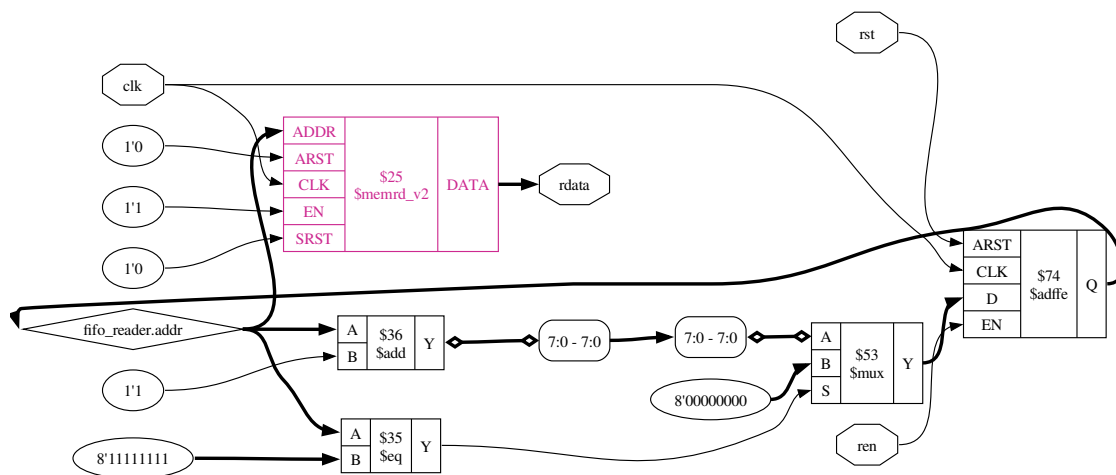 rst
clk
1'0
1'1
1'0
ADDR
ARST
CLK
EN
SRST
$25
$memrd_v2
DATA
rdata
ARST
CLK
D
EN
$74
$adffe
Q
fifo_reader.addr
1'1
8'11111111
A
B
$36
$add
Y
7:0 - 7:0
7:0 - 7:0
A
B
S
$53
$mux
Y
8'00000000
A
B
$35
$eq
Y
ren